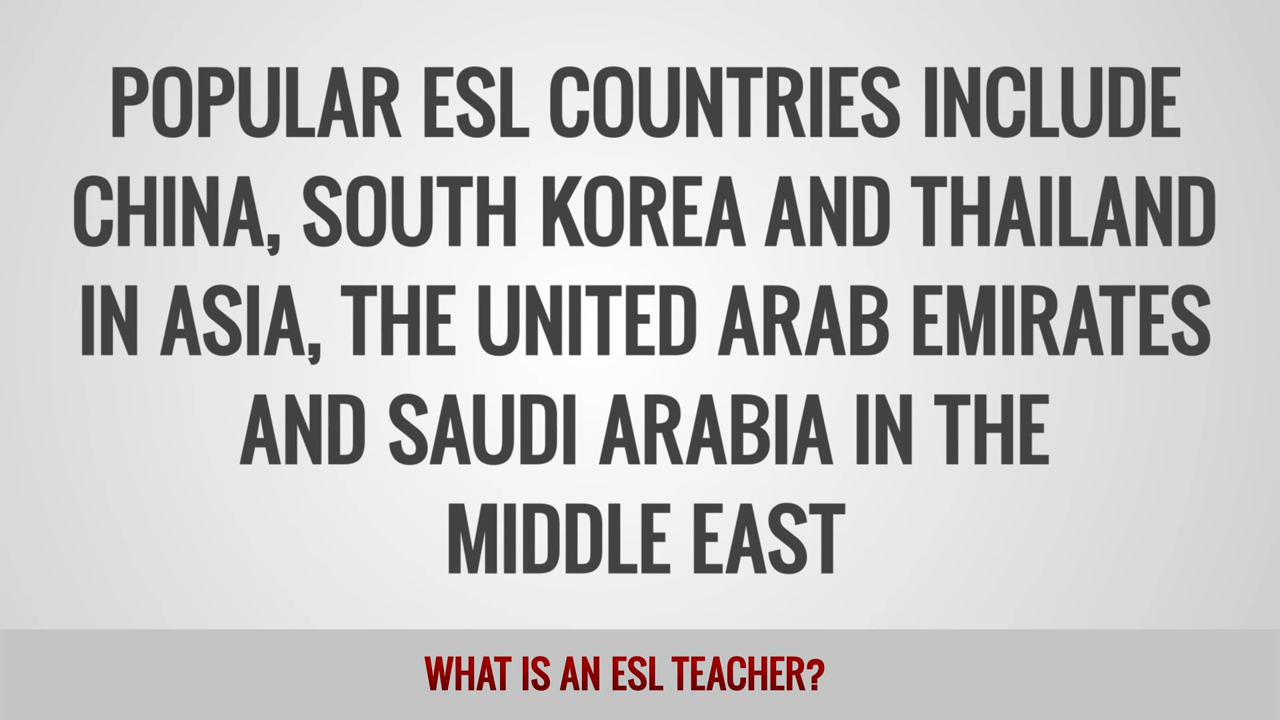 POPULAR ESL COUNTRIES INCLUDE
CHINA, SOUTH KOREA AND THAILAND
IN ASIA, THE UNITED ARAB EMIRATES
AND SAUDI ARABIA IN THE
MIDDLE EAST
WHAT IS AN ESL TEACHER?